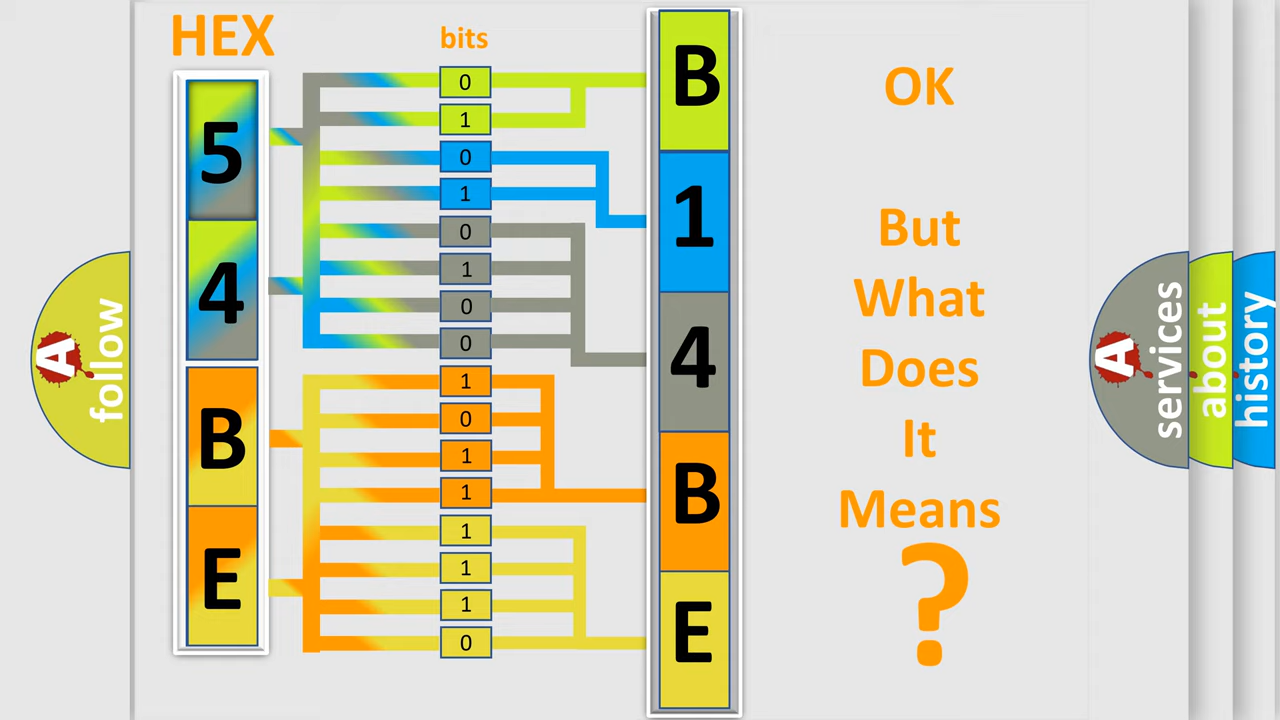 HEX
bits
5
4
B
E
0
1
0
1
0
1
0
0
1
0
1
1
1
1
1
0
B
1
4
B
E
OK
But
What
Does
It
Means
?
A
follow
A
services
about
history